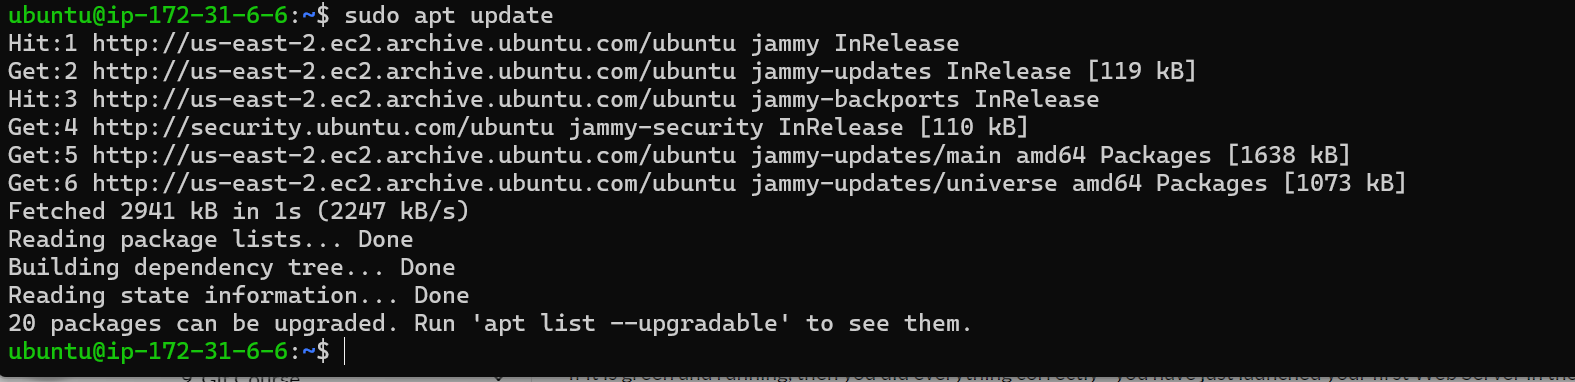 ubuntu@ip-172-31-6-6:~$ sudo apt update
Hit:1 http://us-east-2.ec2.archive.ubuntu.com/ubuntu jammy InRelease
Get:2 http://us-east-2.ec2.archive.ubuntu.com/ubuntu jammy-updates InRelease [119 kB]
Hit:3 http://us-east-2.ec2.archive.ubuntu.com/ubuntu jammy-backports InRelease
Get:4 http://security.ubuntu.com/ubuntu jammy-security InRelease [110 kB]
Get:5 http://us-east-2.ec2.archive.ubuntu.com/ubuntu jammy-updates/main amd64 Packages [1638 kB]
Get:6 http://us-east-2.ec2.archive.ubuntu.com/ubuntu jammy-updates/universe amd64 Packages [1073 kB]
Fetched 2941 kB in 1s (2247 kB/s)
Reading package lists... Done
Building dependency tree... Done
Reading state information... Done
20 packages can be upgraded. Run 'apt list --upgradable' to see them.
ubuntu@ip-172-31-6-6:~$